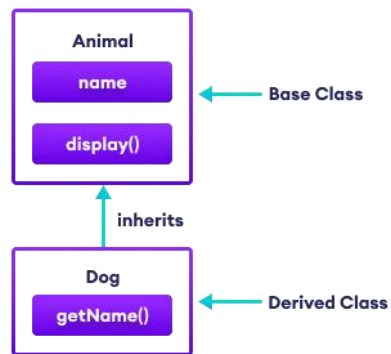 Animal
name
Base Class
display()
inherits
Dog
getName()
Derived Class